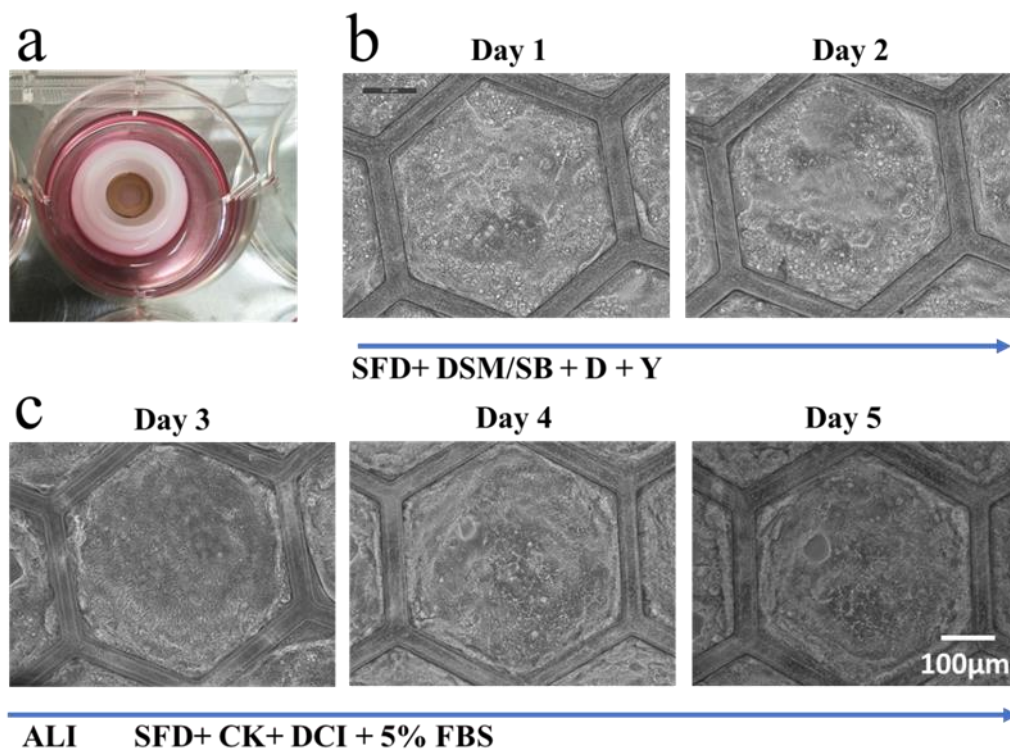 a
b
Day 1
Day 2
SFD+ DSM/SB + D + Y
c
Day 3
Day 4
Day 5
100µm
ALI SFD+ CK+ DCI + 5% FBS